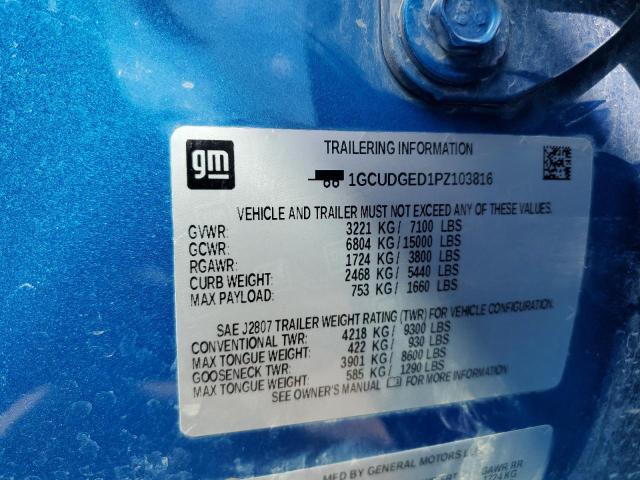 gm
TRAILERING INFORMATION
1GCUDGED1PZ103816
VEHICLE AND TRAILER MUST NOT EXCEED ANY OF THESE VALUES.
GVWR: 3221 KG/ 7100 LBS
GCWR: 6804 KG/15000 LBS
RGAWR: 1724 KG/ 3800 LBS
CURB WEIGHT: 2468 KG/ 5440 LBS
MAX PAYLOAD: 753 KG/ 1660 LBS
SAE J2807 TRAILER WEIGHT RATING (TWR) FOR VEHICLE CONFIGURATION.
CONVENTIONAL TWR: 4218 KG/ 9300 LBS
MAX TONGUE WEIGHT: 422 KG/ 930 LBS
GOOSENECK TWR: 3901 KG/ 8600 LBS
MAX TONGUE WEIGHT: 585 KG/ 1290 LBS
SEE OWNER'S MANUAL FOR MORE INFORMATION
MFD BY GENERAL MOTORS
GAWR RR